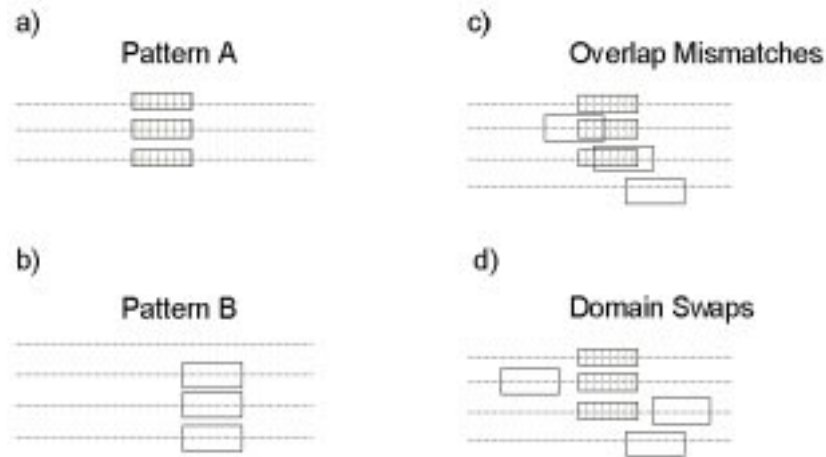 a)
Pattern A
c)
Overlap Mismatches
b)
Pattern B
d)
Domain Swaps